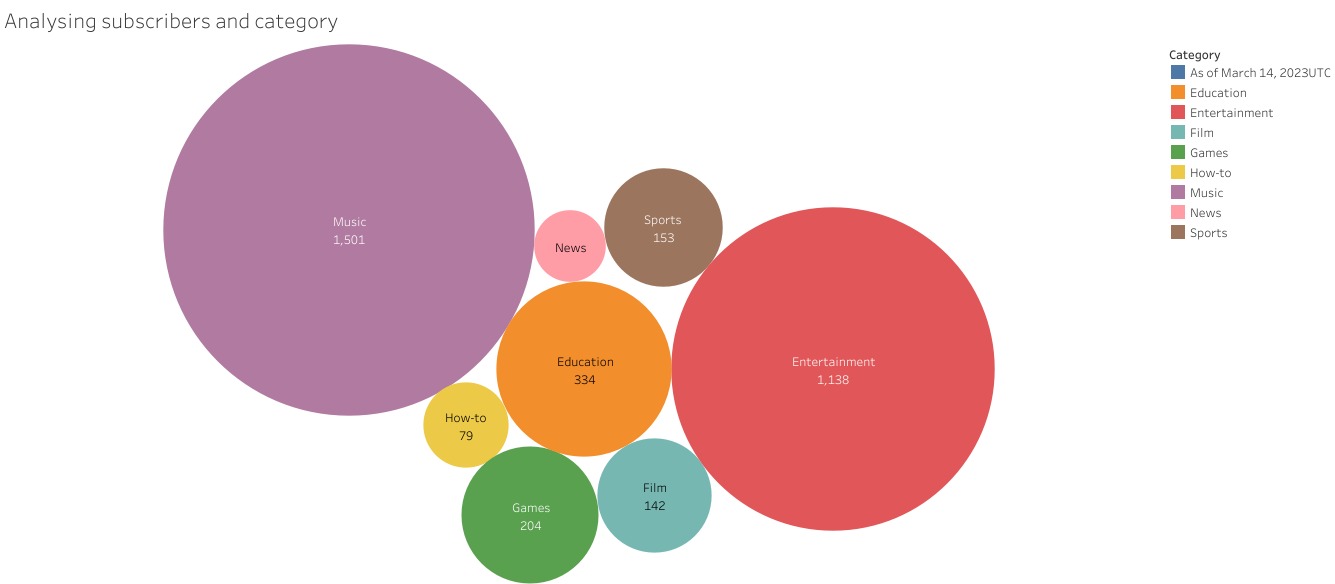 Analysing subscribers and category
Category
As of March 14, 2023UTC
Education
Entertainment
Film
Games
How-to
Music
News
Sports
Music
1,501
News
Sports
153
Education
334
Entertainment
1,138
How-to
79
Games
204
Film
142